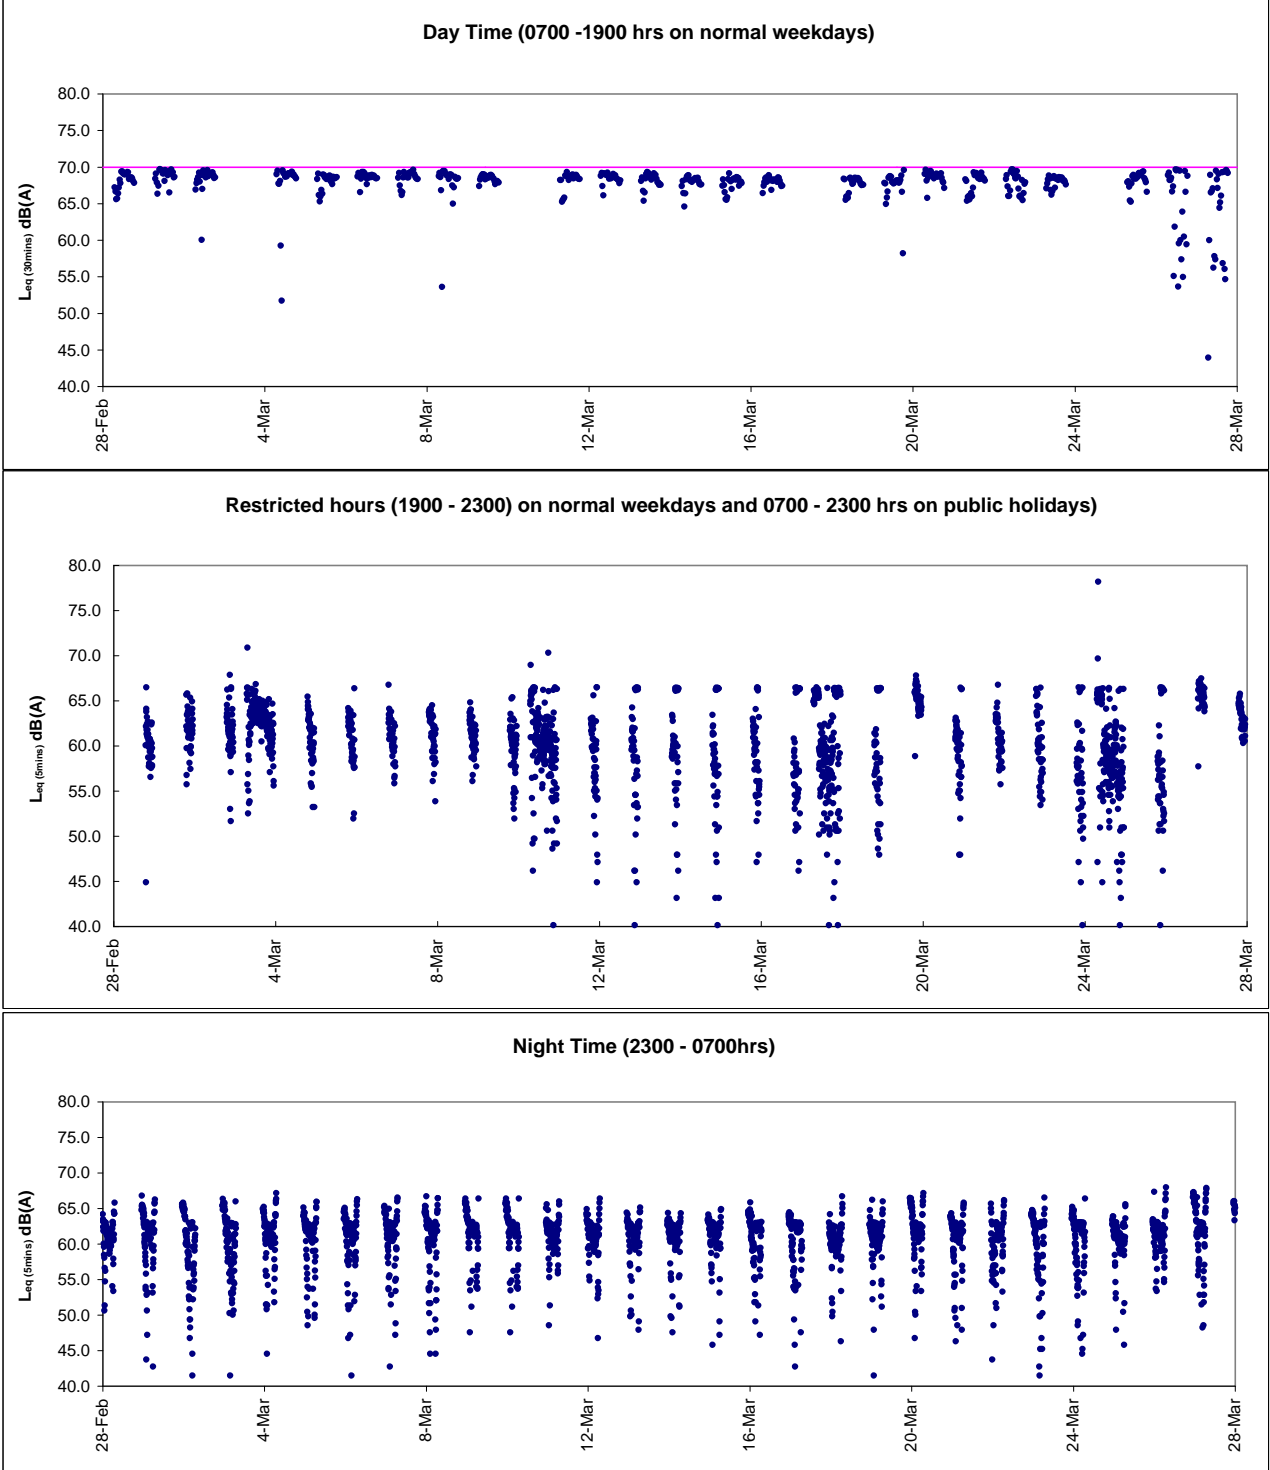 Day Time (0700 -1900 hrs on normal weekdays)
80.0
75.0
70.0
65.0
60.0
55.0
50.0
45.0
40.0
Leq (30mins) dB(A)
28-Feb
4-Mar
8-Mar
12-Mar
16-Mar
20-Mar
24-Mar
28-Mar
Restricted hours (1900 - 2300) on normal weekdays and 0700 - 2300 hrs on public holidays)
80.0
75.0
70.0
65.0
60.0
55.0
50.0
45.0
40.0
Leq (5mins) dB(A)
28-Feb
4-Mar
8-Mar
12-Mar
16-Mar
20-Mar
24-Mar
28-Mar
Night Time (2300 - 0700hrs)
80.0
75.0
70.0
65.0
60.0
55.0
50.0
45.0
40.0
Leq (5mins) dB(A)
28-Feb
4-Mar
8-Mar
12-Mar
16-Mar
20-Mar
24-Mar
28-Mar